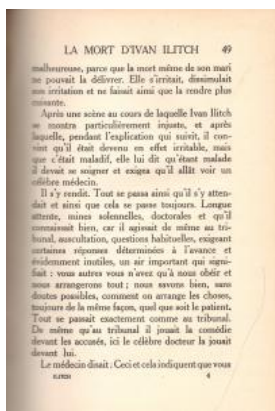 LA MORT D'IVAN ILITCH 49
malheureuse, parce que la mort même de son mari
ne pouvait la délivrer. Elle s'irritait, dissimulait
son irritation et ne faisait ainsi que la rendre plus
cuisante.
Après une scène au cours de laquelle Ivan Ilitch
se montra particulièrement injuste, et après
laquelle, pendant l'explication qui suivit, il con-
vint qu'il était devenu en effet irritable, mais
que c'était maladif, elle lui dit qu'étant malade
il devait se soigner et exigea qu'il allât voir un
célèbre médecin.
Il s'y rendit. Tout se passa ainsi qu'il s'y atten-
dait et ainsi que cela se passe toujours. Longue
attente, mines solennelles, doctorales et qu'il
connaissait bien, car il agissait de même au tri-
bunal, auscultation, questions habituelles, exigeant
certaines réponses déterminées à l'avance et
évidemment inutiles, un air important qui signi-
fiait : vous autres vous n'avez qu'à nous obéir et
nous arrangerons tout ; nous savons bien, sans
doutes possibles, comment on arrange les choses,
toujours de la même façon, quel que soit le patient.
Tout se passait exactement comme au tribunal.
De même qu'au tribunal il jouait la comédie
devant les accusés, ici le célèbre docteur la jouait
devant lui.
Le médecin disait : Ceci et cela indiquent que vous
ILITCH 4